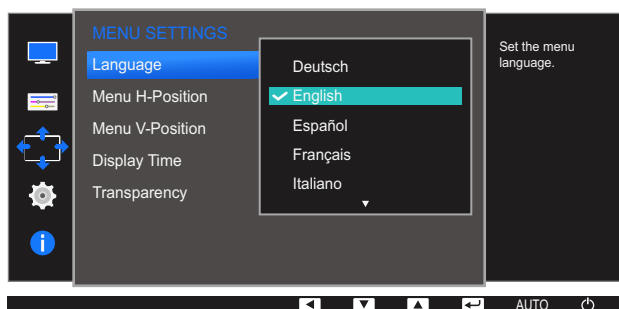 MENU SETTINGS
Language
Menu H-Position
Menu V-Position
Display Time
Transparency
Deutsch
English
Español
Français
Italiano
Set the menu
language.
AUTO